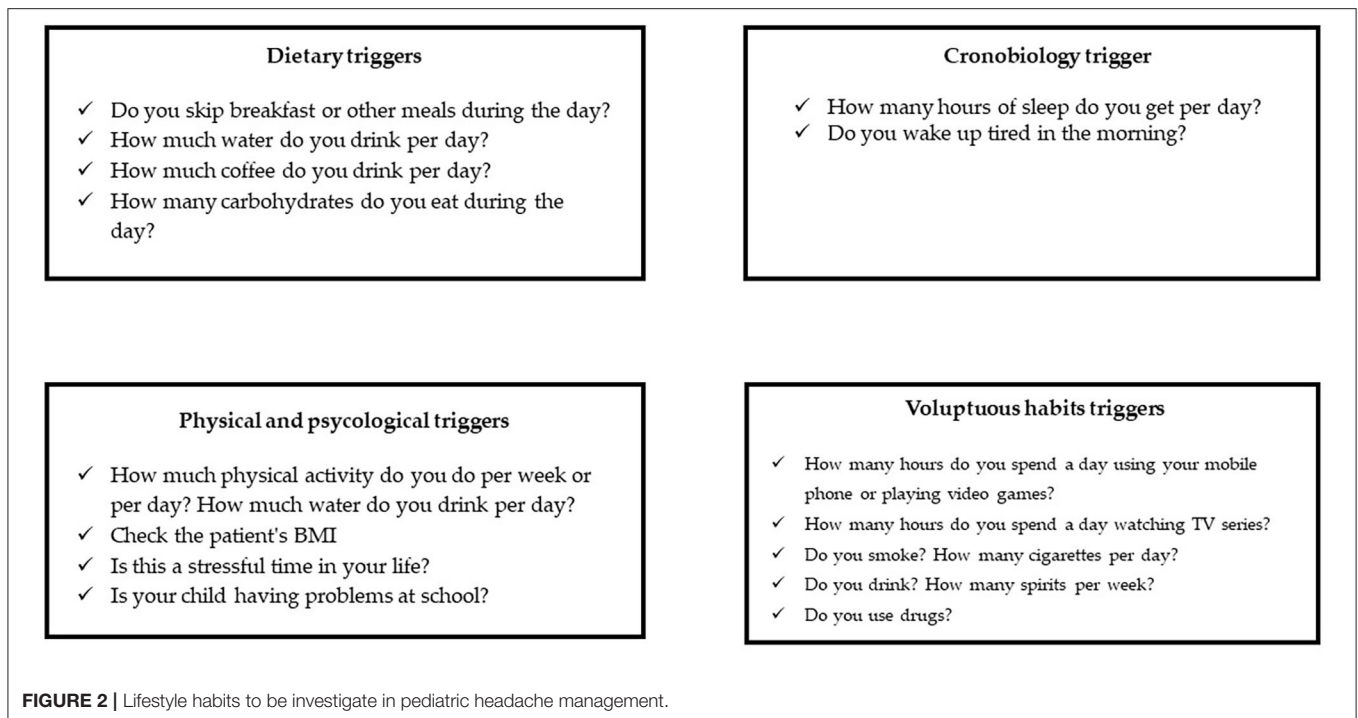 Dietary triggers
✓ Do you skip breakfast or other meals during the day?
✓ How much water do you drink per day?
✓ How much coffee do you drink per day?
✓ How many carbohydrates do you eat during the
day?
Cronobiology trigger
✓ How many hours of sleep do you get per day?
✓ Do you wake up tired in the morning?
Physical and psycological triggers
✓ How much physical activity do you do per week or
per day? How much water do you drink per day?
✓ Check the patient's BMI
✓ Is this a stressful time in your life?
✓ Is your child having problems at school?
Voluptuous habits triggers
✓ How many hours do you spend a day using your mobile
phone or playing video games?
✓ How many hours do you spend a day watching TV series?
✓ Do you smoke? How many cigarettes per day?
✓ Do you drink? How many spirits per week?
✓ Do you use drugs?
FIGURE 2 | Lifestyle habits to be investigate in pediatric headache management.